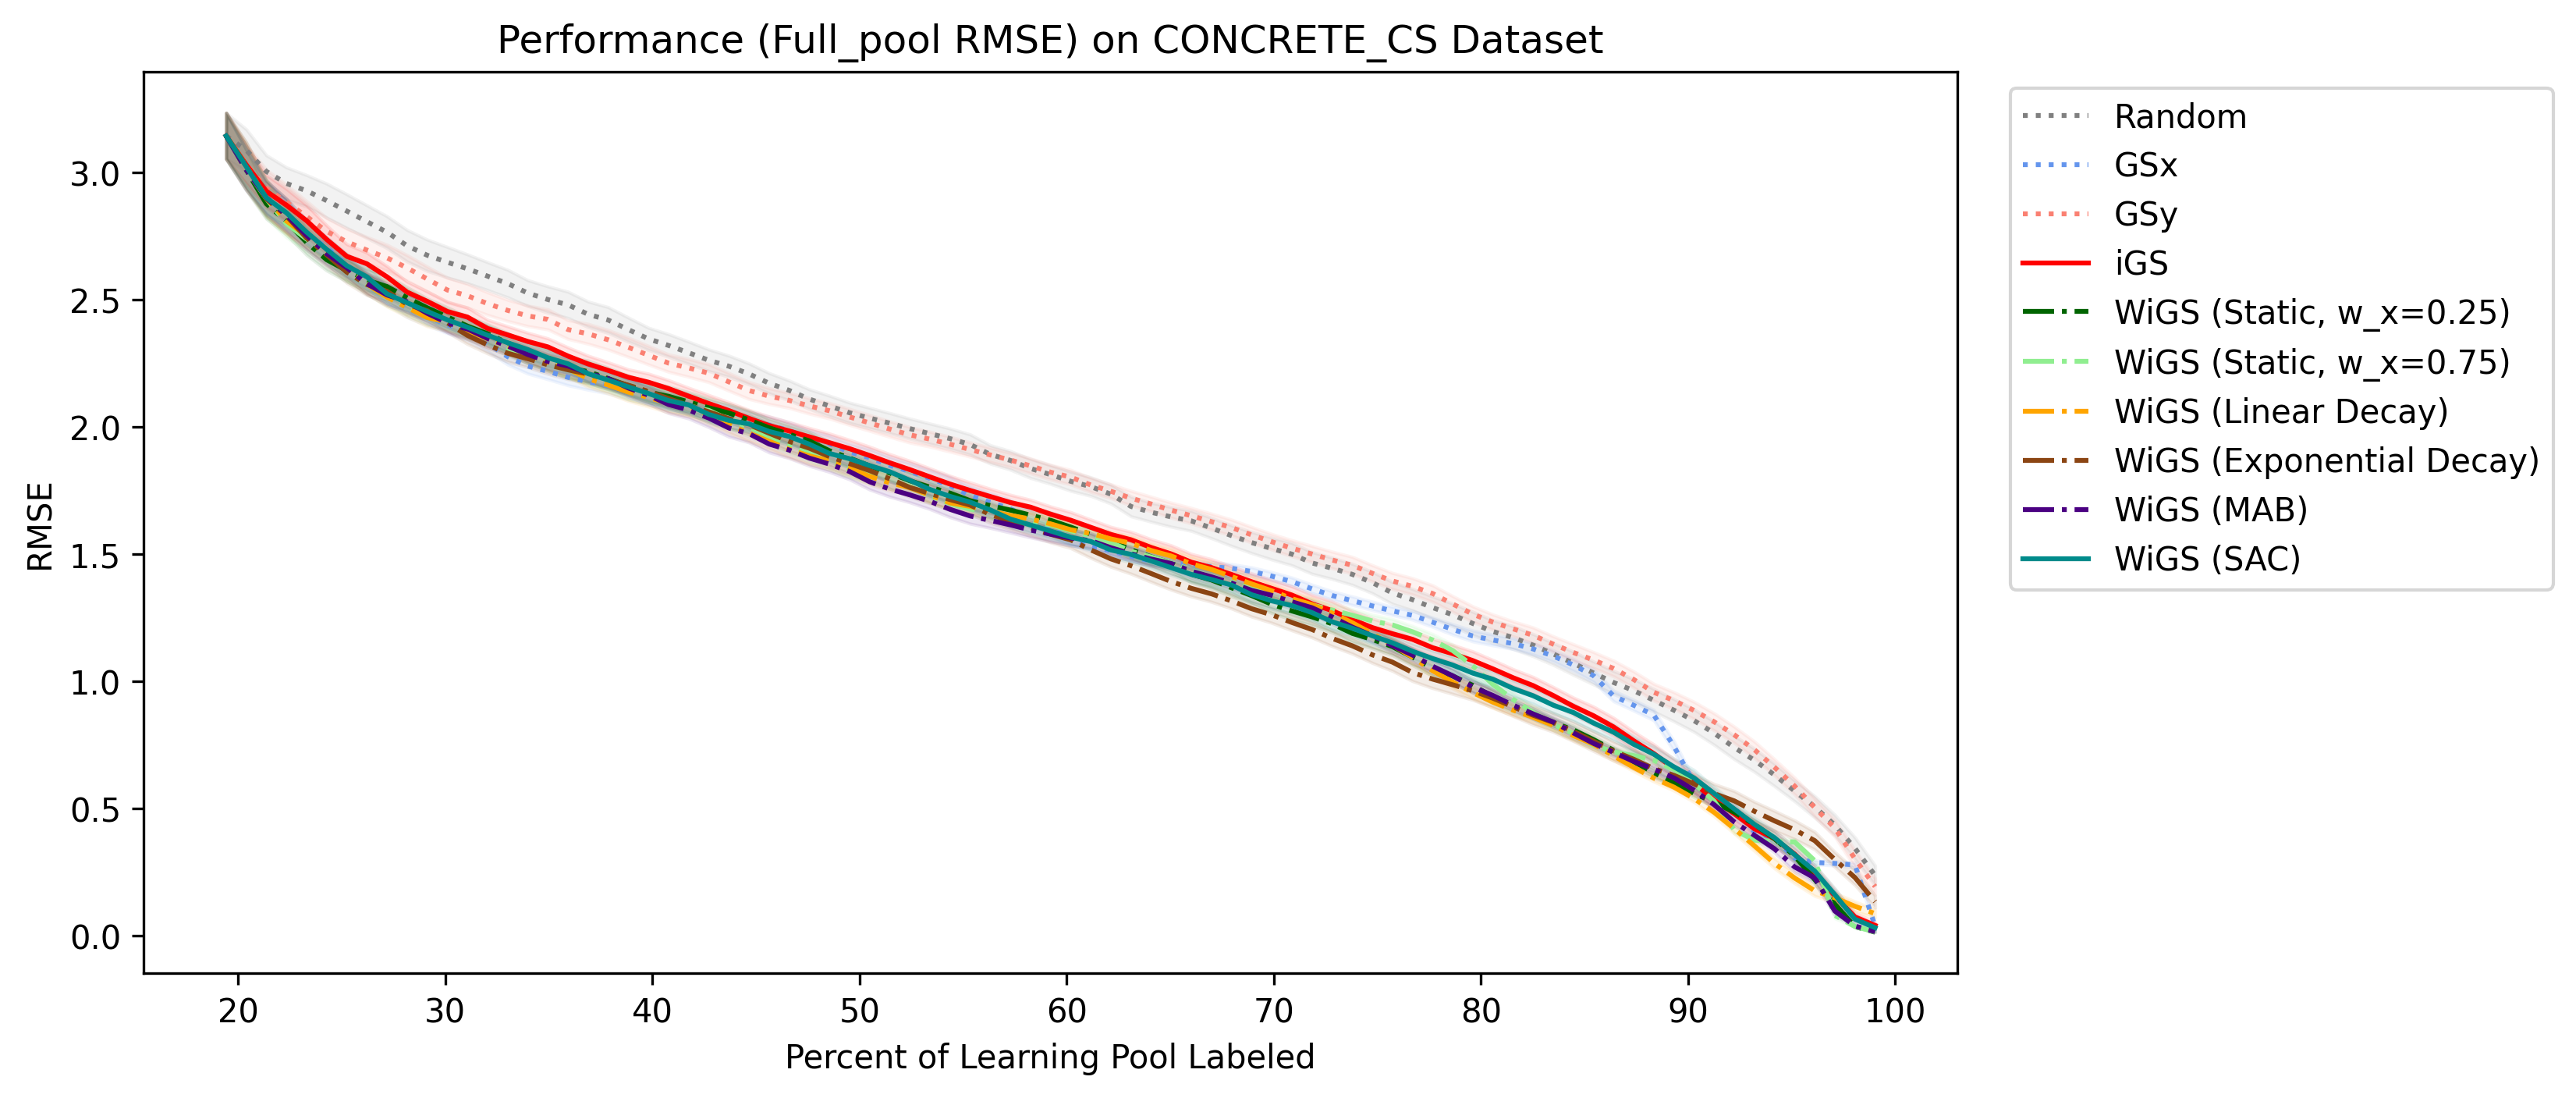 Performance (Full_pool RMSE) on CONCRETE_CS Dataset
RMSE
3.0
2.5
2.0
1.5
1.0
0.5
0.0
20 30 40 50 60 70 80 90 100
Percent of Learning Pool Labeled
Random
GSx
GSy
iGS
WiGS (Static, w_x=0.25)
WiGS (Static, w_x=0.75)
WiGS (Linear Decay)
WiGS (Exponential Decay)
WiGS (MAB)
WiGS (SAC)